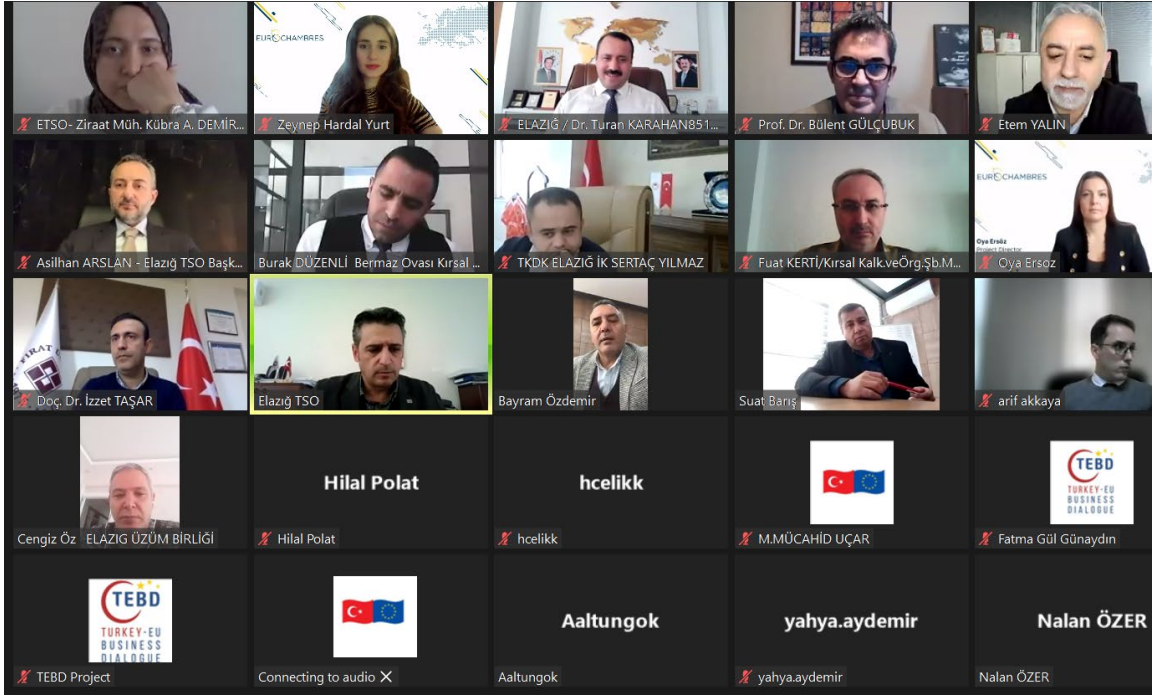 EUROCHAMBRES
ETSO- Ziraat Müh. Kübra A. DEMİR...
Zeynep Hardal Yurt
ELAZIĞ / Dr. Turan KARAHAN851...
Prof. Dr. Bülent GÜLÇUBUK
Etem YALIN
EUROCHAMBRES
Oya Ersöz
Project Director
Asilhan ARSLAN - Elazığ TSO Başk...
Burak DÜZENLİ Bermaz Ovası Kırsal ...
TKDK ELAZIĞ İK SERTAÇ YILMAZ
Fuat KERTİ/Kırsal Kalk.veÖrg.Şb.M...
Oya Ersoz
FIRAT
Doç. Dr. İzzet TAŞAR
Elazığ TSO
Bayram Özdemir
Suat Barış
arif akkaya
Cengiz Öz ELAZIG ÜZÜM BİRLİĞİ
Hilal Polat
Hilal Polat
hcelikk
hcelikk
M.MÜCAHİD UÇAR
TEBD
TURKEY-EU
BUSINESS
DIALOGUE
Fatma Gül Günaydın
TEBD
TURKEY-EU
BUSINESS
DIALOGUE
TEBD Project
Connecting to audio
Aaltungok
Aaltungok
yahya.aydemir
yahya.aydemir
Nalan ÖZER
Nalan ÖZER